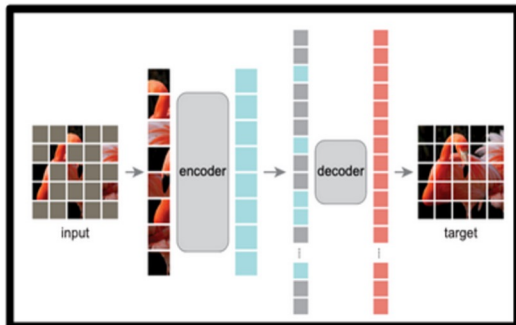 encoder
decoder
input
target